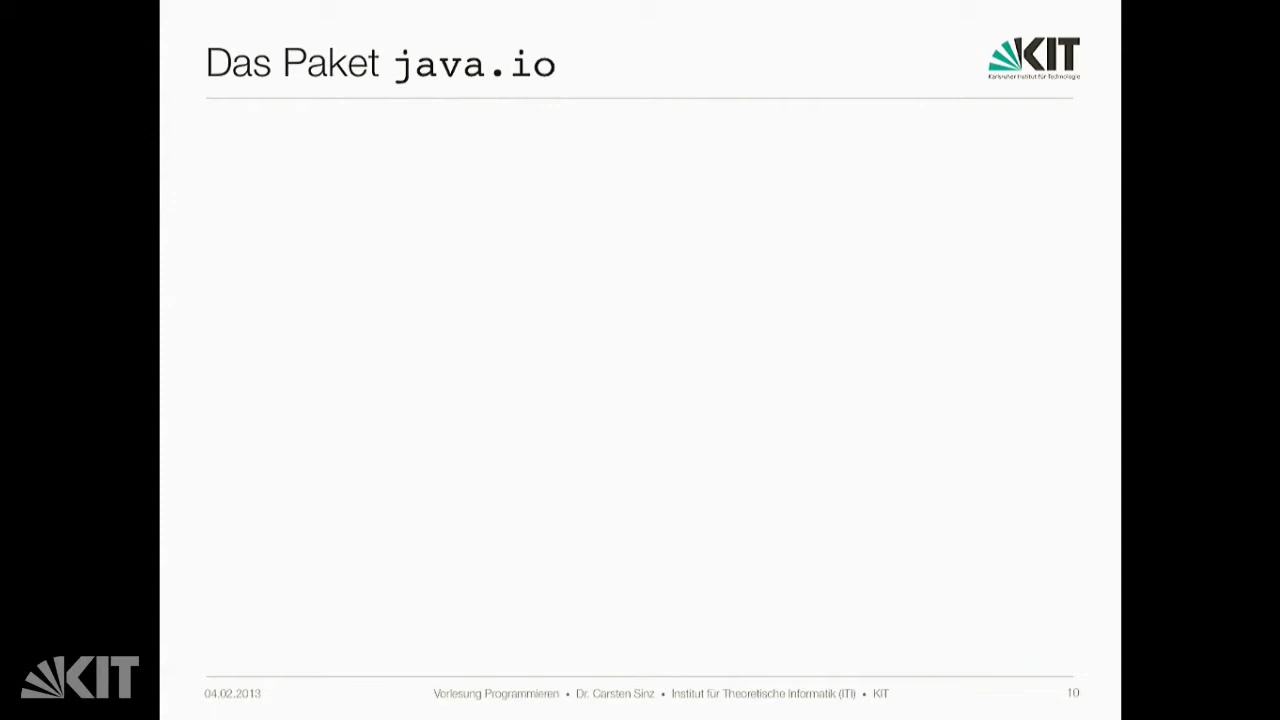 Das Paket java.io
KIT
Karlsruher Institut für Technologie
KIT
04.02.2013 Vorlesung Programmieren • Dr. Carsten Sinz • Institut für Theoretische Informatik (ITI) • KIT 10